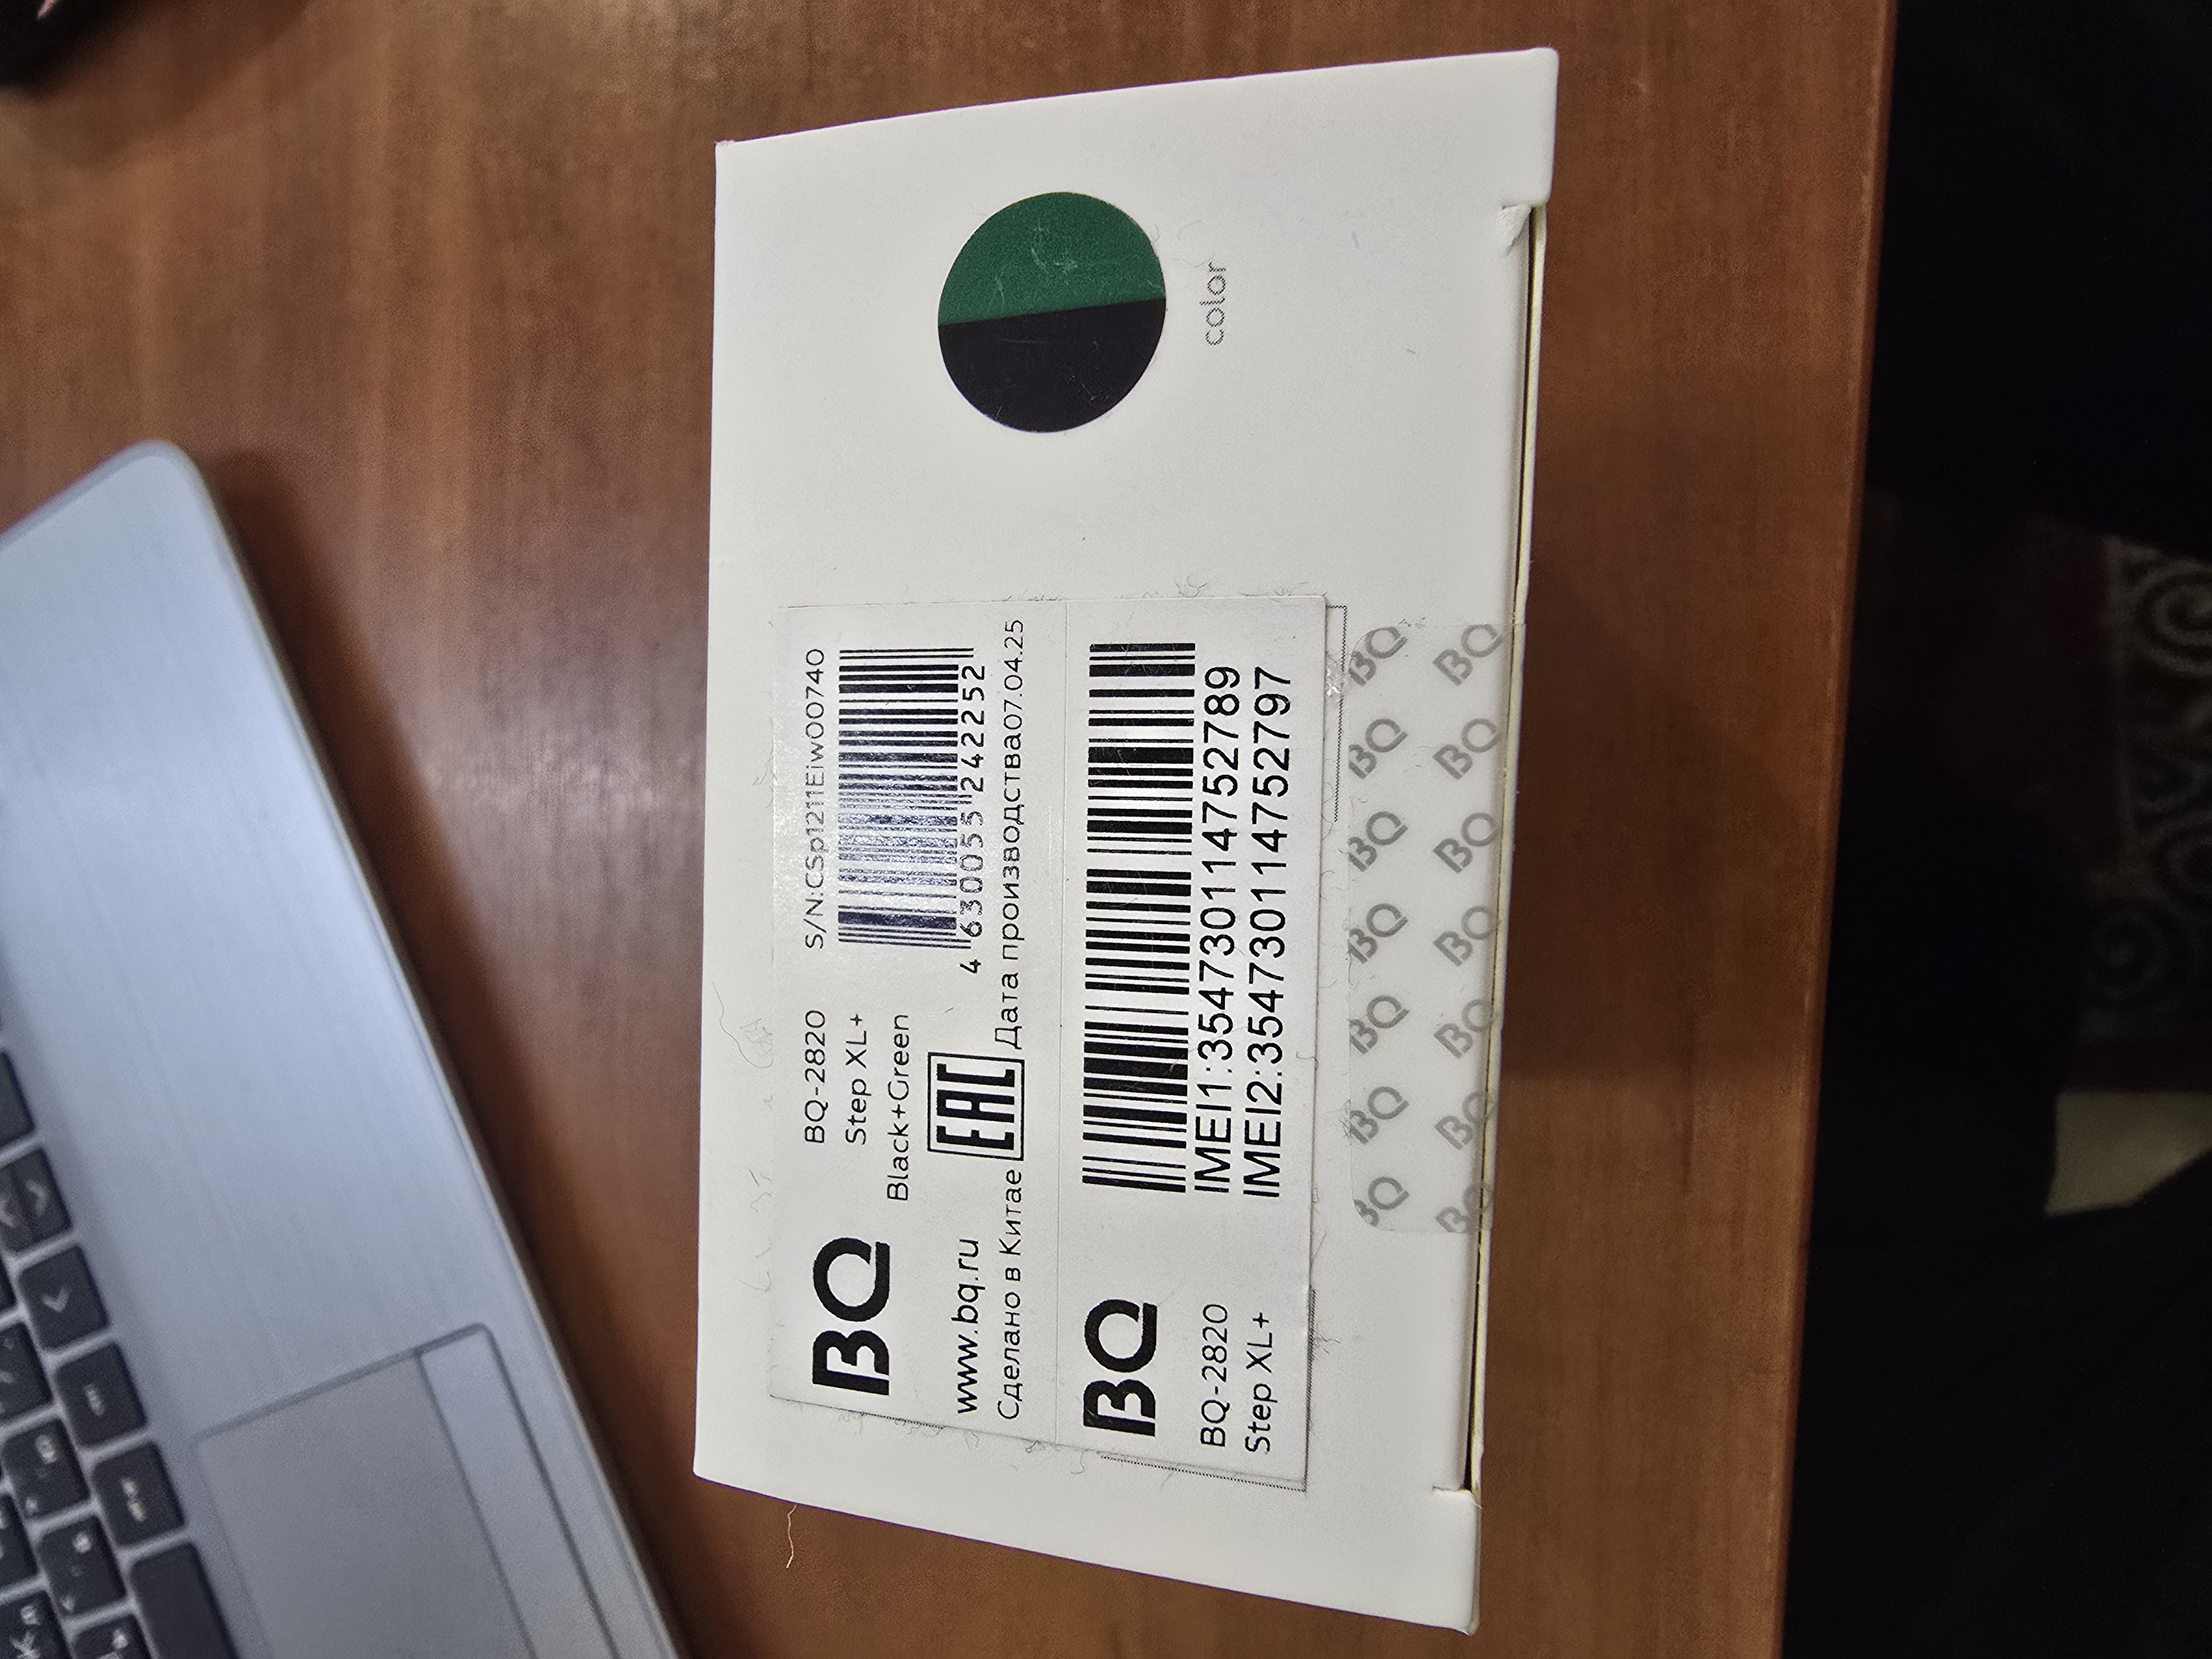 BQ
BQ-2820
Step XL+
Black+Green
S/N:CSp1211Eiw00740
4 630055 242252
www.bq.ru
Сделано в Китае EAC Дата производства07.04.25
BQ
BQ-2820
Step XL+
IMEI1:354730114752789
IMEI2:354730114752797
color
BQ BQ BQ BQ BQ BQ BQ
BQ BQ BQ BQ BQ BQ BQ